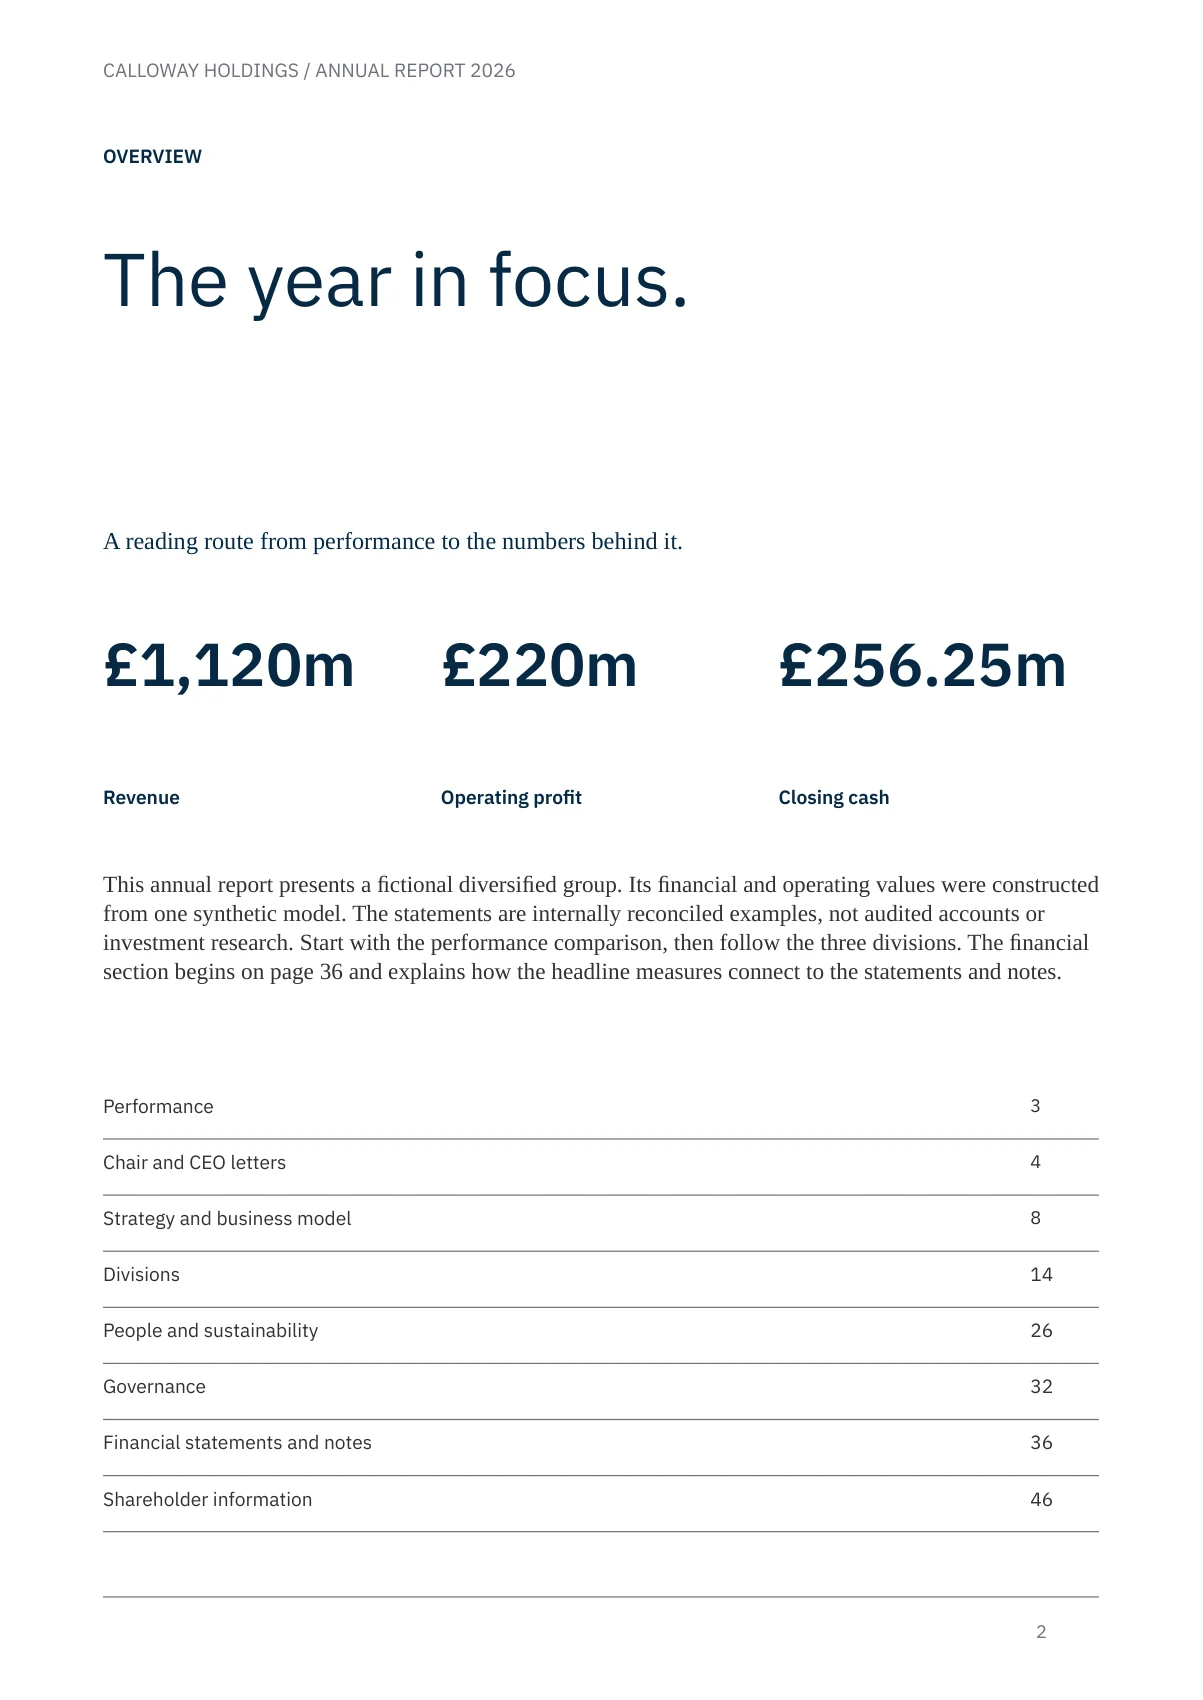 CALLOWAY HOLDINGS / ANNUAL REPORT 2026
OVERVIEW
The year in focus.
A reading route from performance to the numbers behind it.
£1,120m £220m £256.25m
Revenue Operating profit Closing cash
This annual report presents a fictional diversified group. Its financial and operating values were constructed
from one synthetic model. The statements are internally reconciled examples, not audited accounts or
investment research. Start with the performance comparison, then follow the three divisions. The financial
section begins on page 36 and explains how the headline measures connect to the statements and notes.
Performance 3
Chair and CEO letters 4
Strategy and business model 8
Divisions 14
People and sustainability 26
Governance 32
Financial statements and notes 36
Shareholder information 46
2